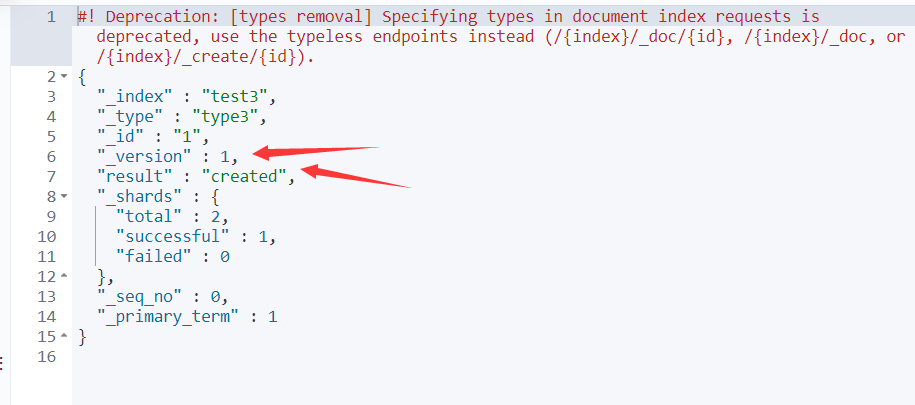 1 #! Deprecation: [types removal] Specifying types in document index requests is
deprecated, use the typeless endpoints instead (/{index}/_doc/{id}, /{index}/_doc, or
/{index}/_create/{id}).
2 {
3 "_index" : "test3",
4 "_type" : "type3",
5 "_id" : "1",
6 "_version" : 1,
7 "result" : "created",
8 "_shards" : {
9 "total" : 2,
10 "successful" : 1,
11 "failed" : 0
12 },
13 "_seq_no" : 0,
14 "_primary_term" : 1
15 }
16